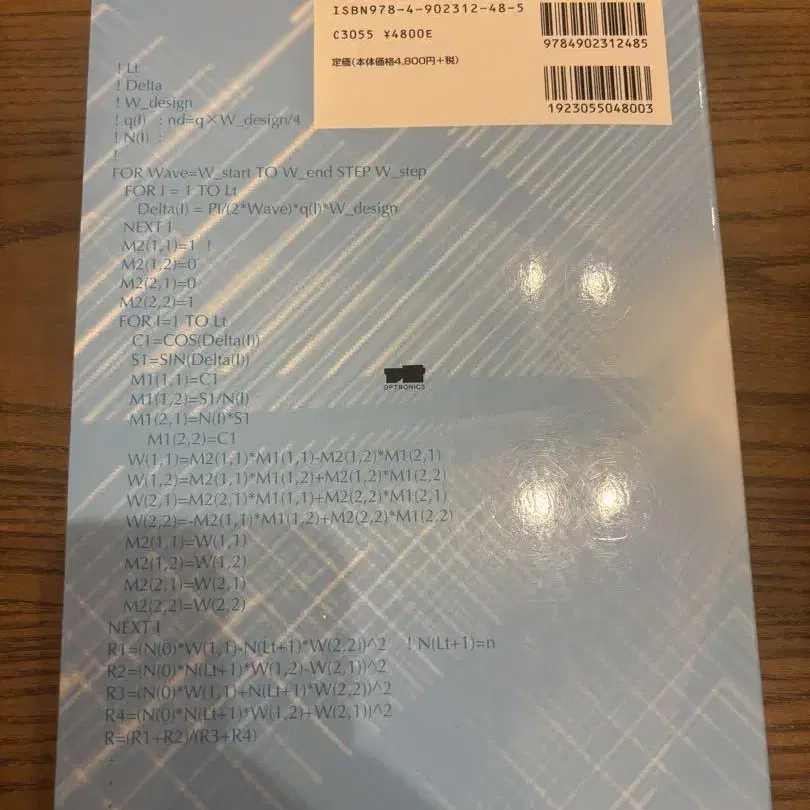 ISBN978-4-902312-48-5
C3055 ¥4800E
定価(本体価格4,800円+税)
9784902312485
1923055048003
! Lt
! Delta
! W_design
! q(I) : nd=q×W_design/4
! N(I) :
!
FOR Wave=W_start TO W_end STEP W_step
FOR I = 1 TO Lt
Delta(I) = PI/(2*Wave)*q(I)*W_design
NEXT I
M2(1,1)=1 !
M2(1,2)=0
M2(2,1)=0
M2(2,2)=1
FOR I=1 TO Lt
C1=COS(Delta(I))
S1=SIN(Delta(I))
M1(1,1)=C1
M1(1,2)=S1/N(I)
M1(2,1)=N(I)*S1
M1(2,2)=C1
W(1,1)=M2(1,1)*M1(1,1)-M2(1,2)*M1(2,1)
W(1,2)=M2(1,1)*M1(1,2)+M2(1,2)*M1(2,2)
W(2,1)=M2(2,1)*M1(1,1)+M2(2,2)*M1(2,1)
W(2,2)=-M2(1,1)*M1(1,2)+M2(2,2)*M1(2,2)
M2(1,1)=W(1,1)
M2(1,2)=W(1,2)
M2(2,1)=W(2,1)
M2(2,2)=W(2,2)
NEXT I
R1=(N(0)*W(1,1)-N(Lt+1)*W(2,2))^2 ! N(Lt+1)=n
R2=(N(0)*N(Lt+1)*W(1,2)-W(2,1))^2
R3=(N(0)*W(1,1)+N(Lt+1)*W(2,2))^2
R4=(N(0)*N(Lt+1)*W(1,2)+W(2,1))^2
R=(R1+R2)/(R3+R4)
.
.
.
OPTRONICS